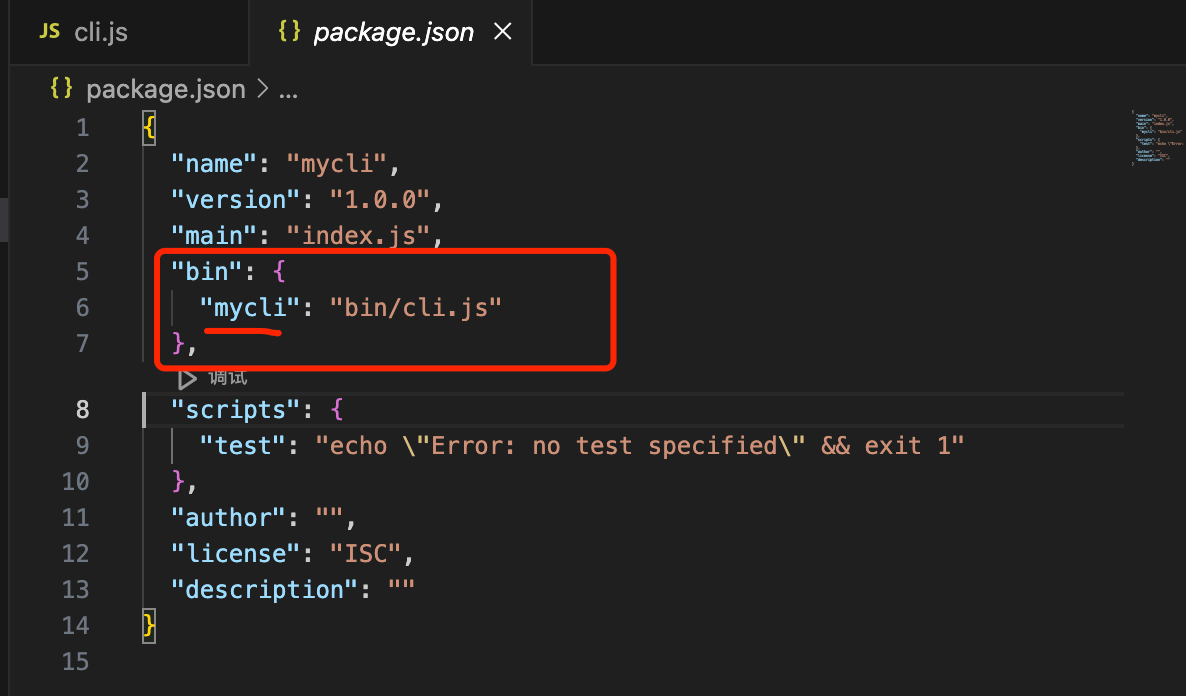 JS cli.js {} package.json ×
{} package.json > ...
1 {
2 "name": "mycli",
3 "version": "1.0.0",
4 "main": "index.js",
5 "bin": {
6 "mycli": "bin/cli.js"
7 },
调试
8 "scripts": {
9 "test": "echo \"Error: no test specified\" && exit 1"
10 },
11 "author": "",
12 "license": "ISC",
13 "description": ""
14 }
15